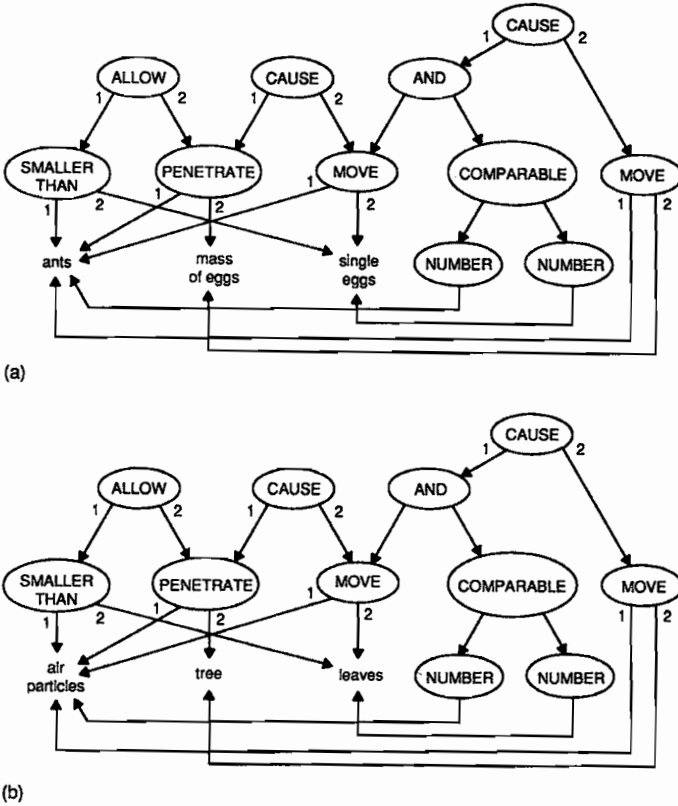 CAUSE
1 2
ALLOW CAUSE AND
1 2 1 2
SMALLER
THAN
PENETRATE MOVE COMPARABLE MOVE
1 2 1 2 1 2 1 2
ants
mass
of eggs
single
eggs
NUMBER NUMBER
(a)
CAUSE
1 2
ALLOW CAUSE AND
1 2 1 2
SMALLER
THAN
PENETRATE MOVE COMPARABLE MOVE
1 2 1 2 1 2 1 2
air
particles
tree leaves
NUMBER NUMBER
(b)